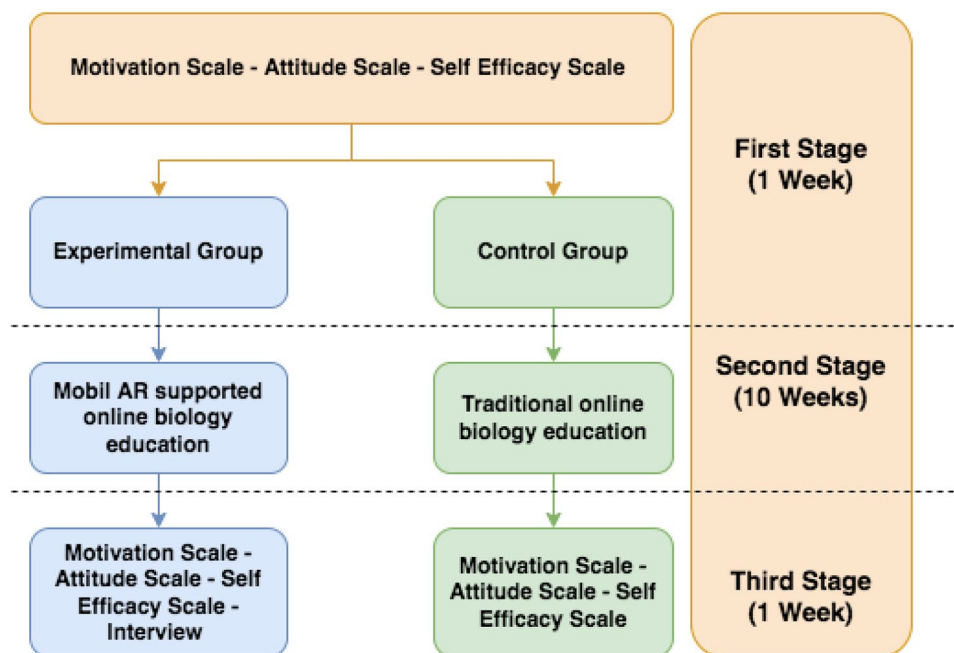 Motivation Scale - Attitude Scale - Self Efficacy Scale
First Stage
(1 Week)
Experimental Group
Control Group
Second Stage
(10 Weeks)
Mobil AR supported
online biology
education
Traditional online
biology education
Motivation Scale -
Attitude Scale - Self
Efficacy Scale -
Interview
Motivation Scale -
Attitude Scale - Self
Efficacy Scale
Third Stage
(1 Week)